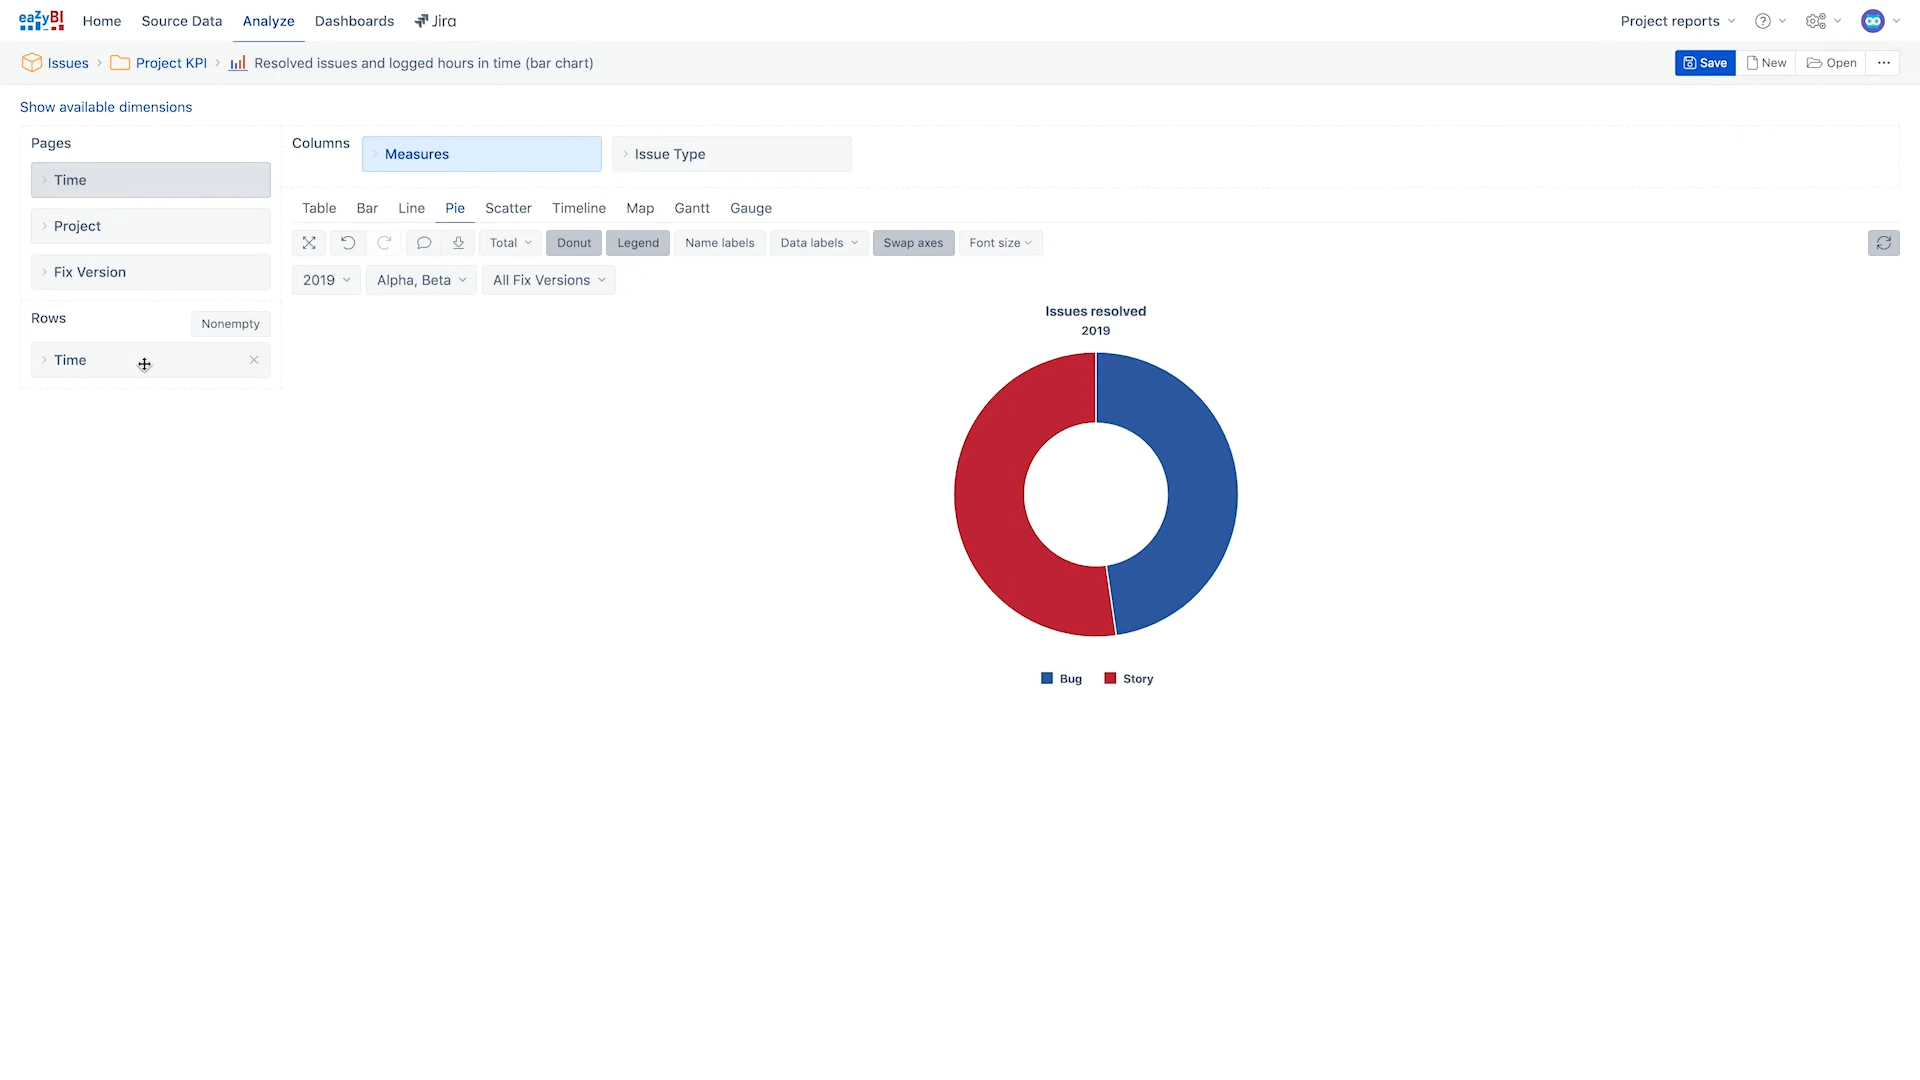 eaZyBI Home Source Data Analyze Dashboards Jira Project reports
Issues Project KPI Resolved issues and logged hours in time (bar chart) Save New Open
Show available dimensions
Pages
Columns Measures Issue Type
Time
Table Bar Line Pie Scatter Timeline Map Gantt Gauge
Project
Total Donut Legend Name labels Data labels Swap axes Font size
Fix Version
2019 Alpha, Beta All Fix Versions
Rows Nonempty
Time
Issues resolved
2019
Bug Story